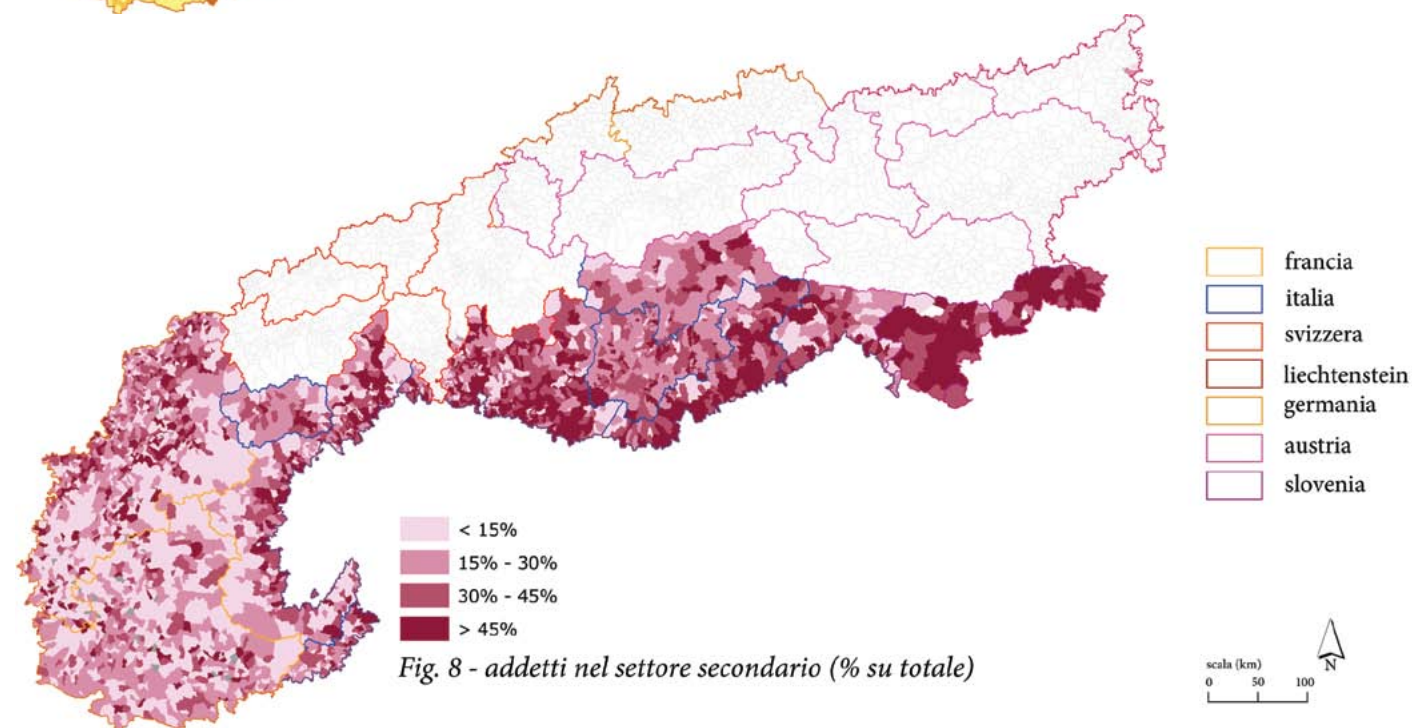 francia
italia
svizzera
liechtenstein
germania
austria
slovenia
< 15%
15% - 30%
30% - 45%
> 45%
Fig. 8 - addetti nel settore secondario (% su totale)
scala (km)
0 50 100
N